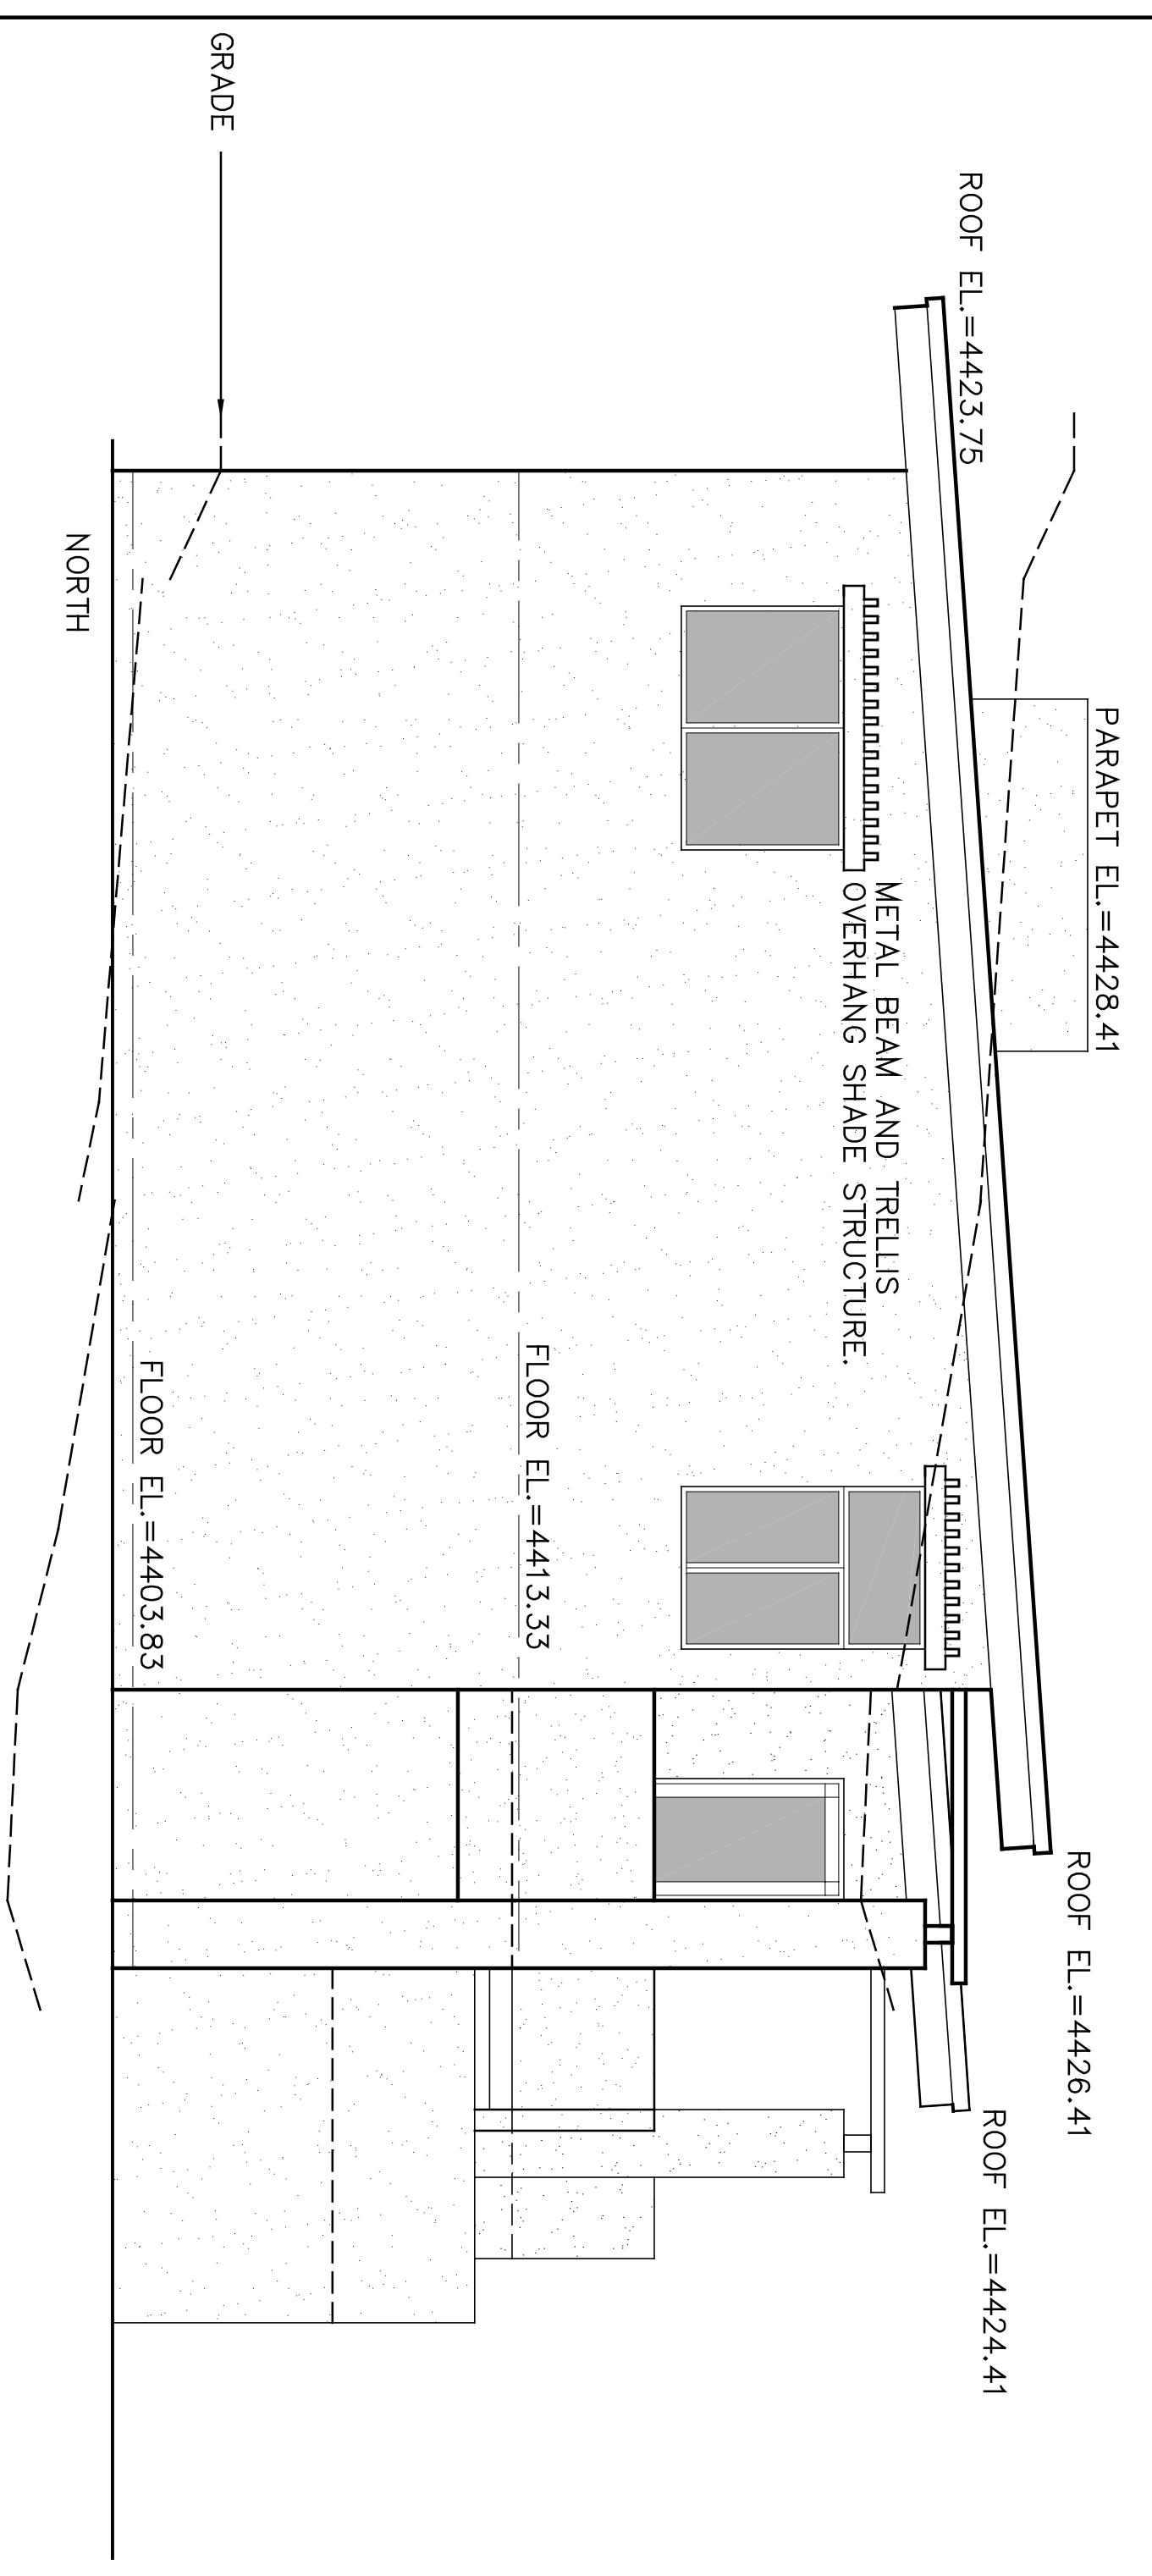 PARAPET EL.=4428.41
ROOF EL.=4426.41
ROOF EL.=4424.41
ROOF EL.=4423.75
METAL BEAM AND TRELLIS
OVERHANG SHADE STRUCTURE.
FLOOR EL.=4413.33
GRADE
FLOOR EL.=4403.83
NORTH